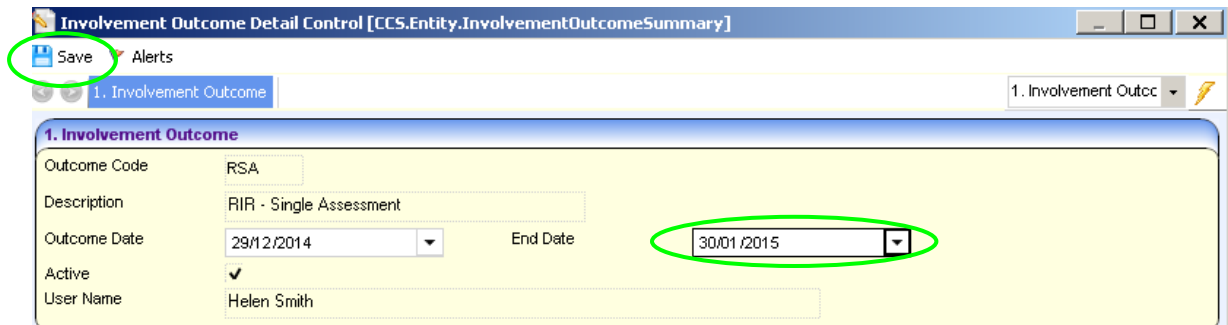 Involvement Outcome Detail Control [CCS.Entity.InvolvementOutcomeSummary]
Save Alerts
1. Involvement Outcome 1. Involvement Outcc
1. Involvement Outcome
Outcome Code RSA
Description RIR - Single Assessment
Outcome Date 29/12/2014 End Date 30/01/2015
Active
User Name Helen Smith